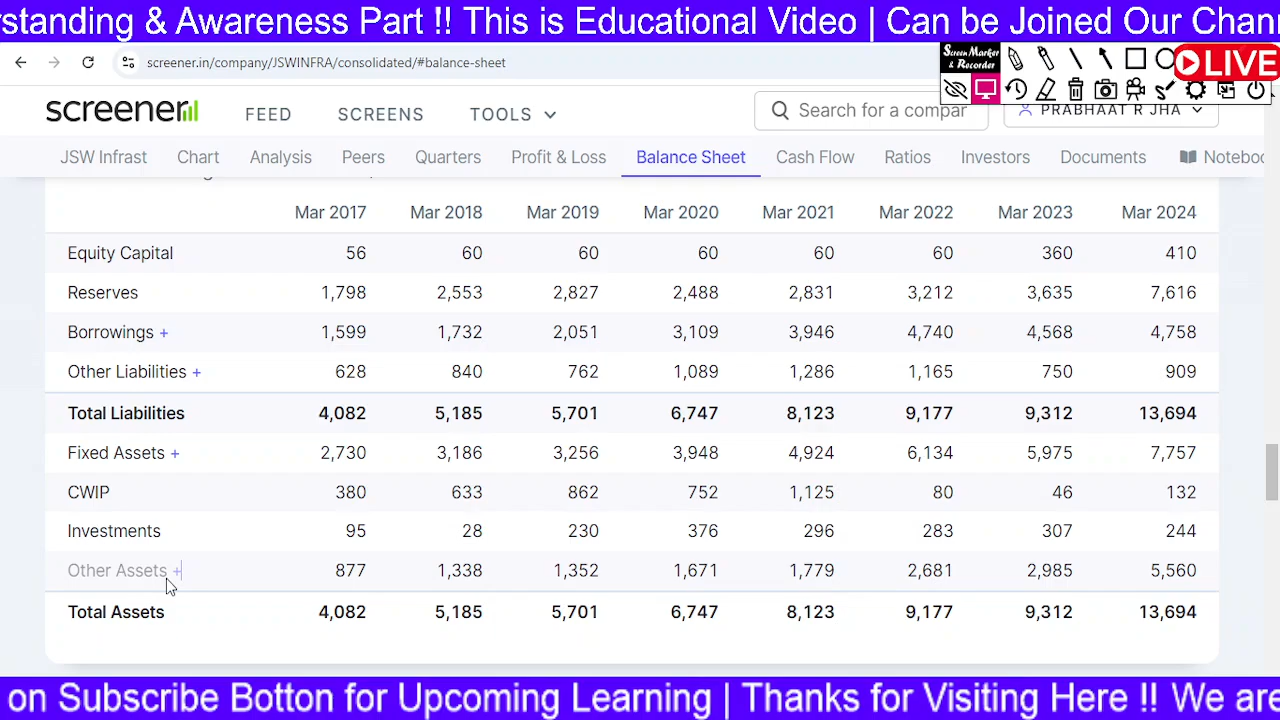 rstanding & Awareness Part !! This is Educational Video | Can be Joined Our Chan
screener.in/company/JSWINFRA/consolidated/#balance-sheet
Screen Marker & Recorder
LIVE
screener
FEED SCREENS TOOLS
Search for a compar
PRABHAAT R JHA
JSW Infrast Chart Analysis Peers Quarters Profit & Loss Balance Sheet Cash Flow Ratios Investors Documents Noteboo
Mar 2017 Mar 2018 Mar 2019 Mar 2020 Mar 2021 Mar 2022 Mar 2023 Mar 2024
Equity Capital 56 60 60 60 60 60 360 410
Reserves 1,798 2,553 2,827 2,488 2,831 3,212 3,635 7,616
Borrowings + 1,599 1,732 2,051 3,109 3,946 4,740 4,568 4,758
Other Liabilities + 628 840 762 1,089 1,286 1,165 750 909
Total Liabilities 4,082 5,185 5,701 6,747 8,123 9,177 9,312 13,694
Fixed Assets + 2,730 3,186 3,256 3,948 4,924 6,134 5,975 7,757
CWIP 380 633 862 752 1,125 80 46 132
Investments 95 28 230 376 296 283 307 244
Other Assets + 877 1,338 1,352 1,671 1,779 2,681 2,985 5,560
Total Assets 4,082 5,185 5,701 6,747 8,123 9,177 9,312 13,694
on Subscribe Botton for Upcoming Learning | Thanks for Visiting Here !! We are